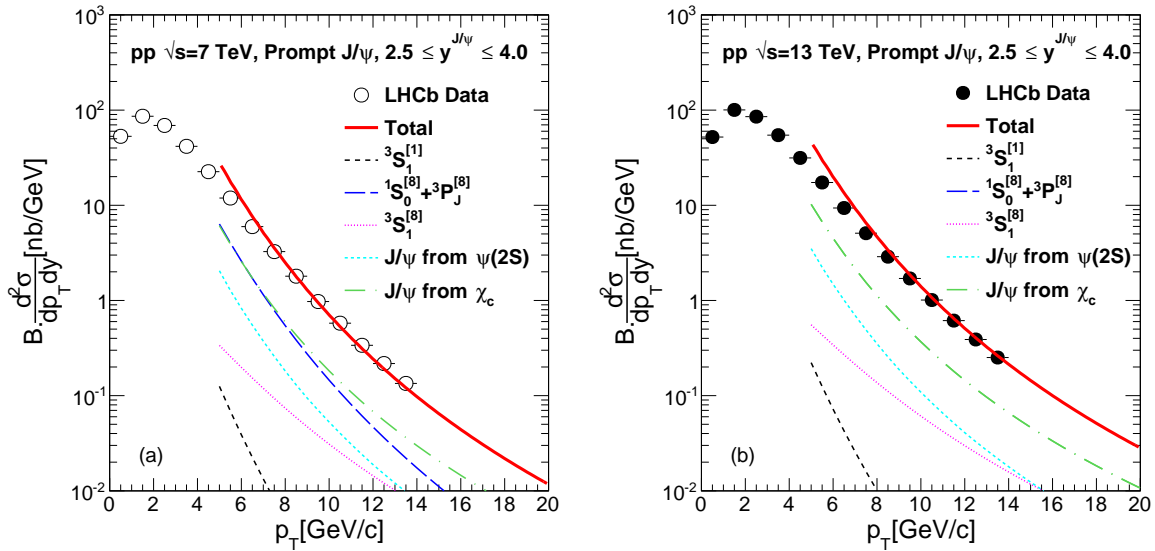 pp √s=7 TeV, Prompt J/ψ, 2.5 ≤ y^{J/ψ} ≤ 4.0
LHCb Data
Total
³S₁^{[1]}
¹S₀^{[8]}+³P_J^{[8]}
³S₁^{[8]}
J/ψ from ψ(2S)
J/ψ from χ_c
(a)
B.d²σ/dp_T dy[nb/GeV]
10³
10²
10
1
10⁻¹
10⁻²
0 2 4 6 8 10 12 14 16 18 20
p_T[GeV/c]
pp √s=13 TeV, Prompt J/ψ, 2.5 ≤ y^{J/ψ} ≤ 4.0
LHCb Data
Total
³S₁^{[1]}
¹S₀^{[8]}+³P_J^{[8]}
³S₁^{[8]}
J/ψ from ψ(2S)
J/ψ from χ_c
(b)
B.d²σ/dp_T dy[nb/GeV]
10³
10²
10
1
10⁻¹
10⁻²
0 2 4 6 8 10 12 14 16 18 20
p_T[GeV/c]